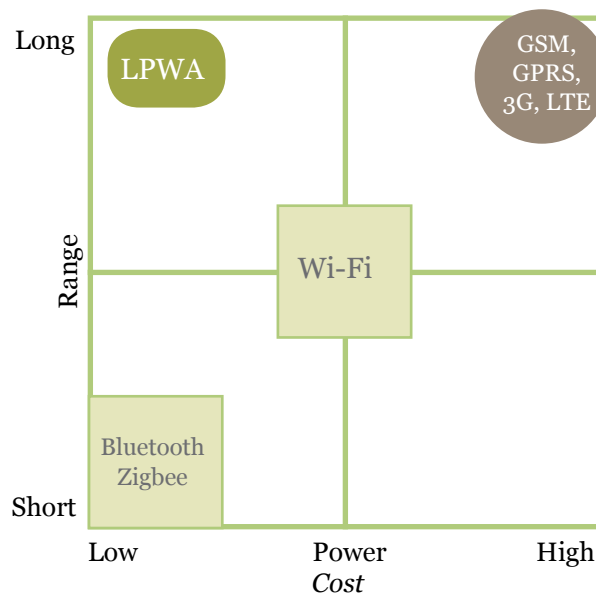 Long
LPWA
GSM,
GPRS,
3G, LTE
Range
Wi-Fi
Bluetooth
Zigbee
Short
Low
Power
High
Cost